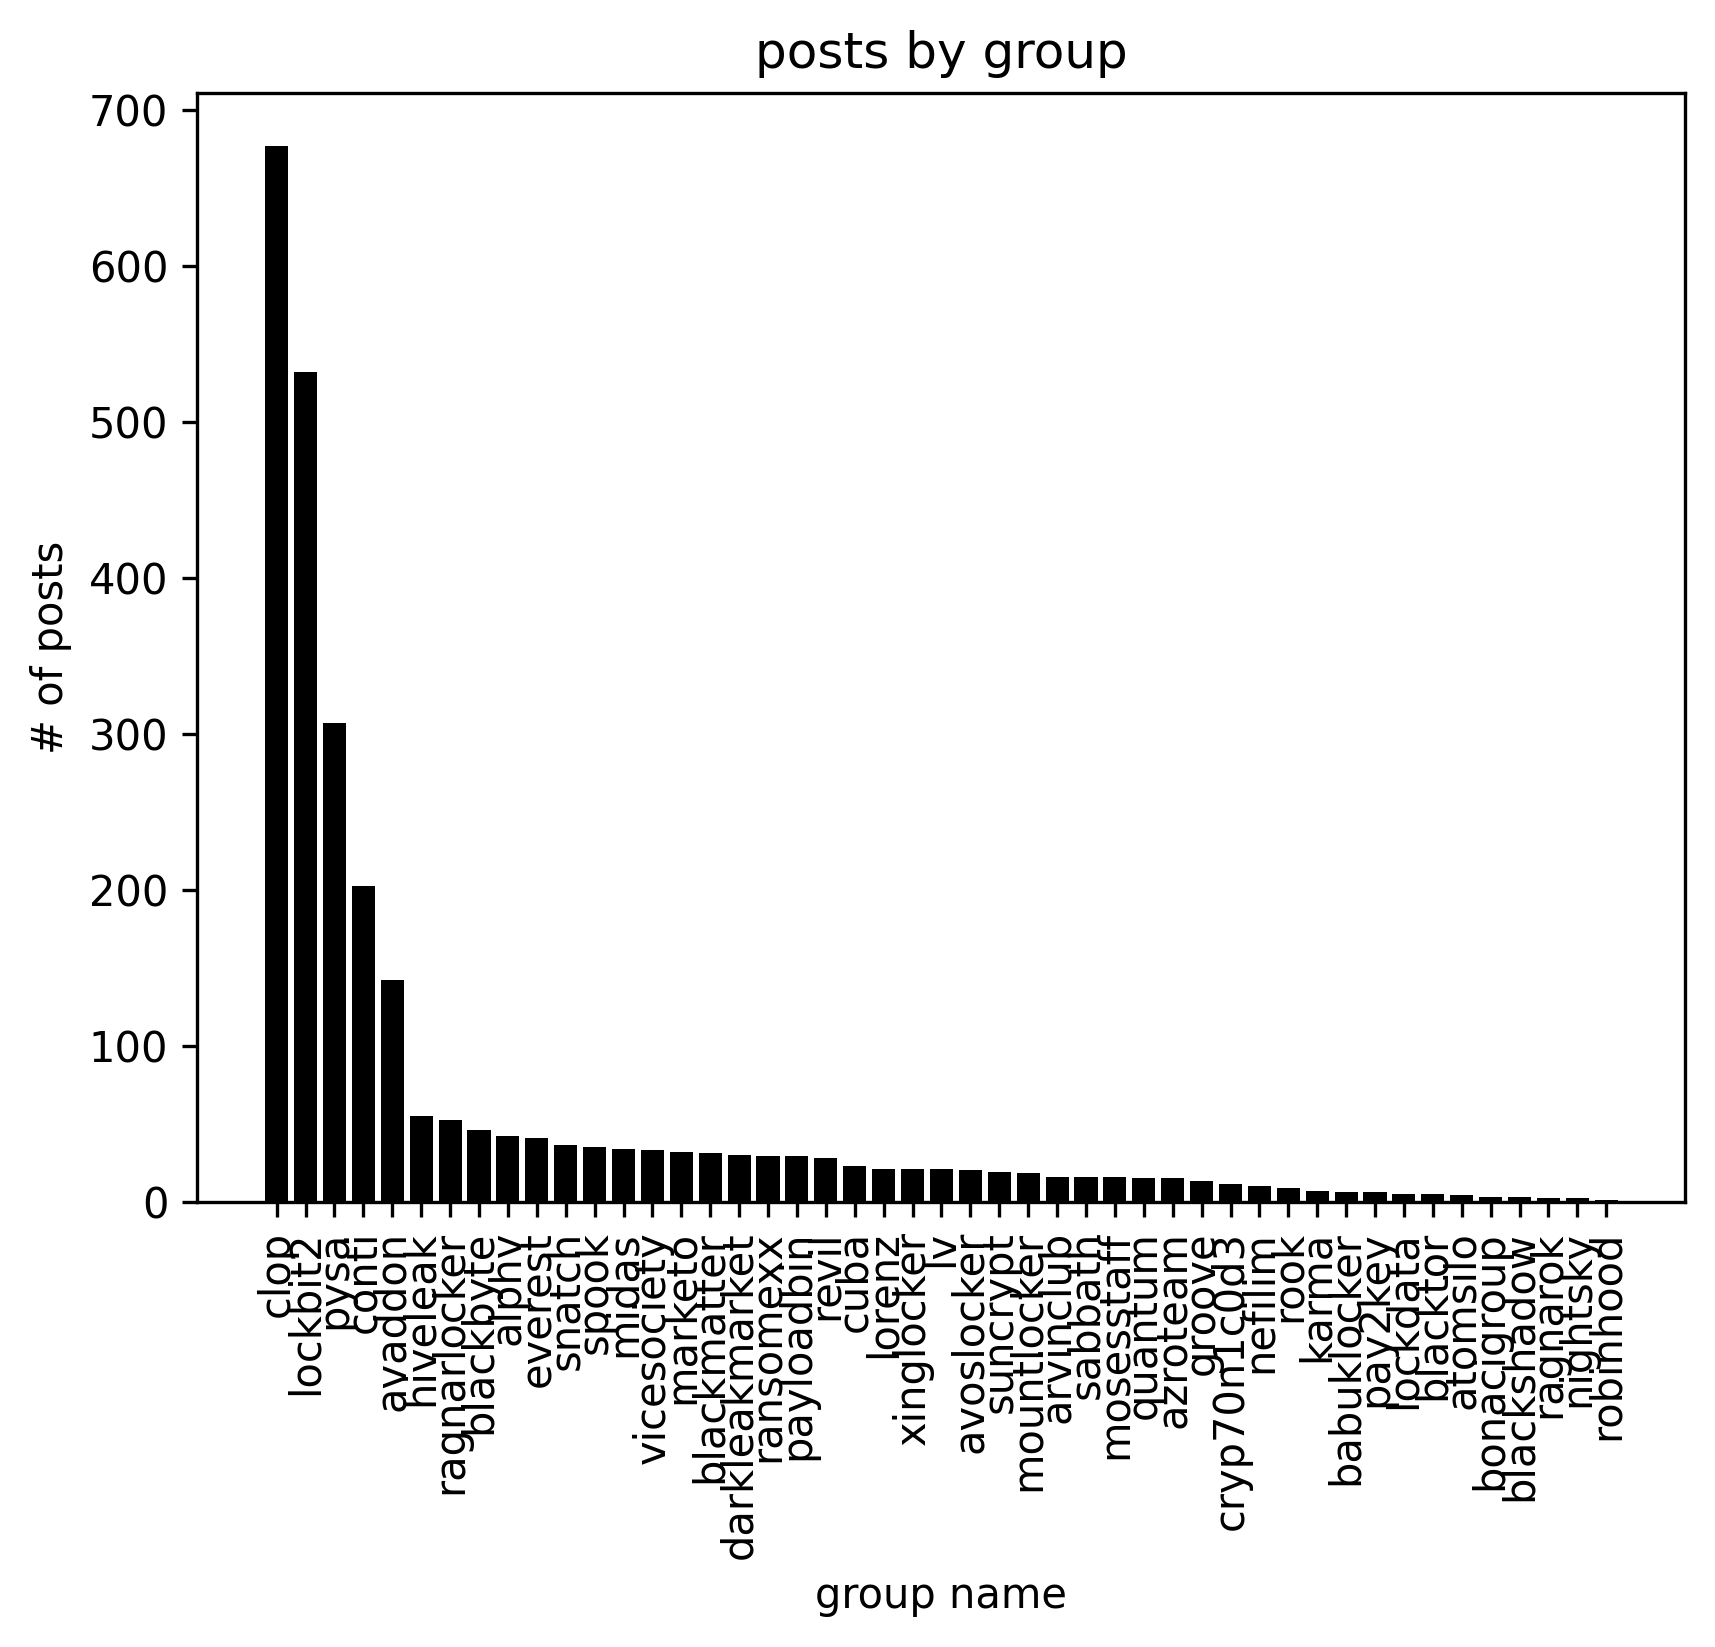 posts by group
700
600
500
400
300
200
100
0
# of posts
clop
lockbit2
pysa
conti
avaddon
hiveleak
ragnarlocker
blackbyte
alphv
everest
snatch
spook
midas
vicesociety
marketo
blackmatter
darkleakmarket
ransomexx
payloadbin
revil
cuba
lorenz
xinglocker
lv
avoslocker
suncrypt
mountlocker
arvinclub
sabbath
mosesstaff
quantum
azroteam
groove
cryp70n1c0d3
nefilim
rook
karma
babuklocker
pay2key
lockdata
blacktor
atomsilo
bonacigroup
blackshadow
ragnarok
nightsky
robinhood
group name